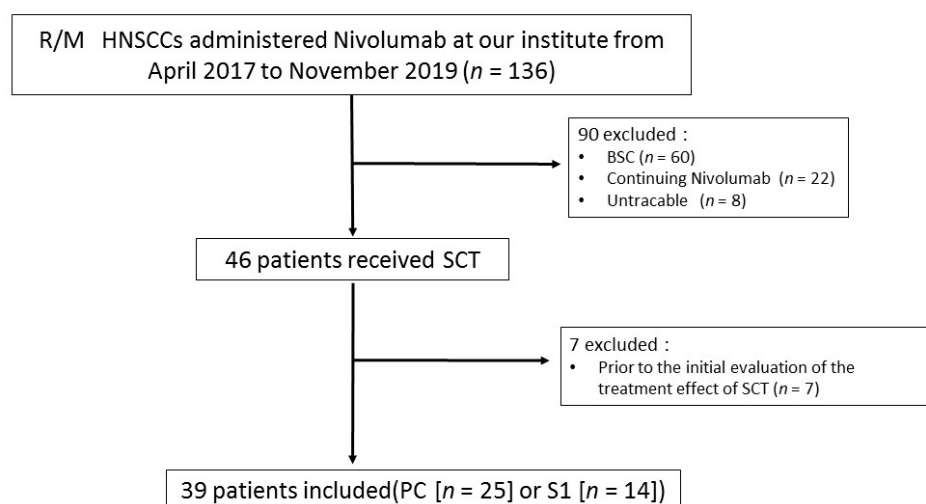 R/M HNSCCs administered Nivolumab at our institute from
April 2017 to November 2019 (n = 136)
90 excluded：
• BSC (n = 60)
• Continuing Nivolumab (n = 22)
• Untracable (n = 8)
46 patients received SCT
7 excluded：
• Prior to the initial evaluation of the
treatment effect of SCT (n = 7)
39 patients included(PC [n = 25] or S1 [n = 14])